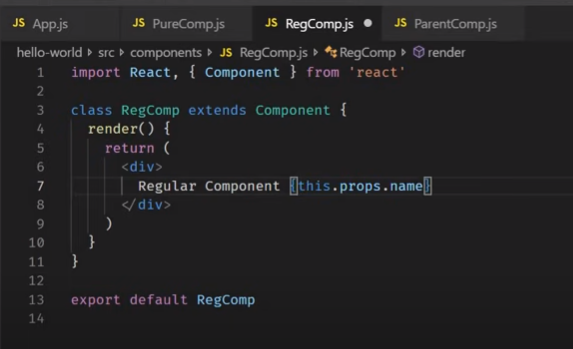 JS App.js JS PureComp.js JS RegComp.js ● JS ParentComp.js
hello-world › src › components › JS RegComp.js › RegComp › render
1 import React, { Component } from 'react'
2
3 class RegComp extends Component {
4   render() {
5     return (
6       <div>
7         Regular Component {this.props.name}
8       </div>
9     )
10   }
11 }
12
13 export default RegComp
14